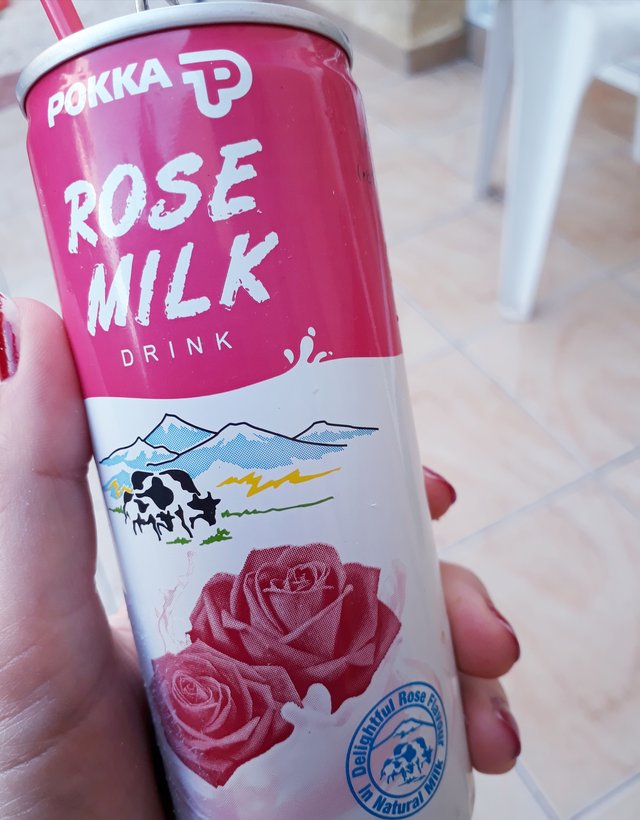 POKKA
ROSE
MILK
DRINK
Delightful Rose Flavour
In Natural Milk